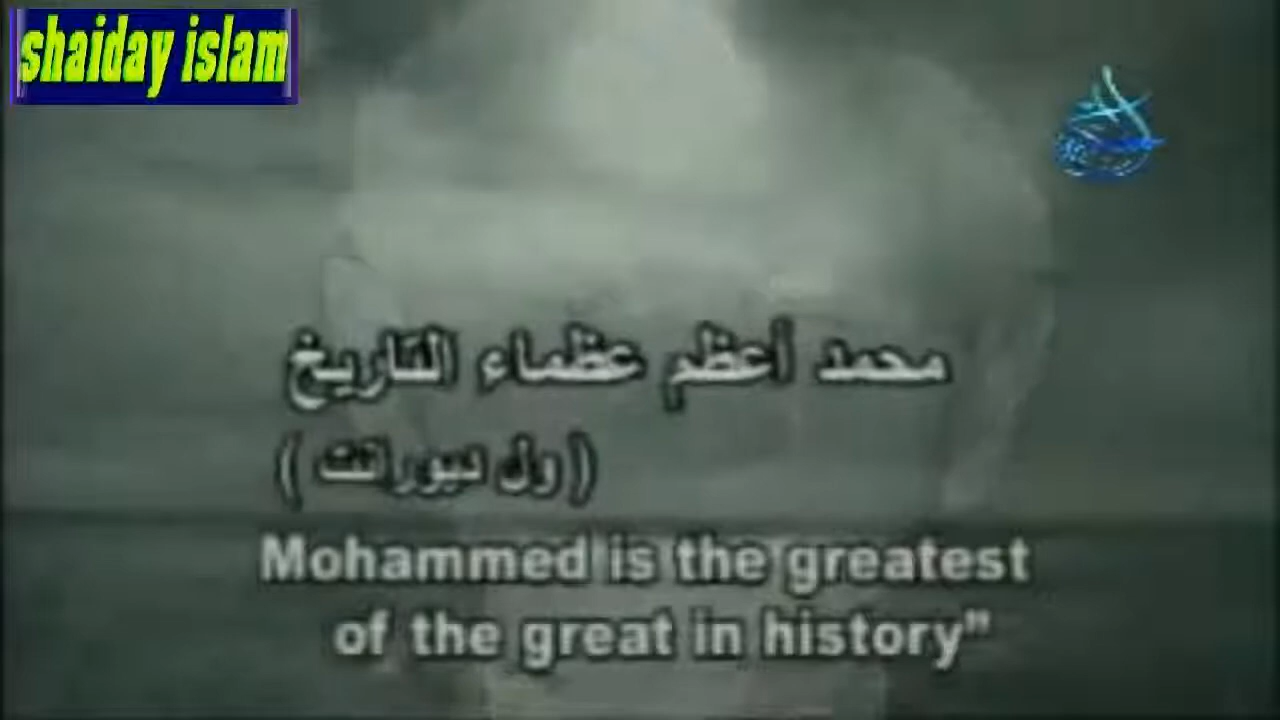 shaiday islam
محمد أعظم عظماء التاريخ
( ول ديورانت )
Mohammed is the greatest
of the great in history”